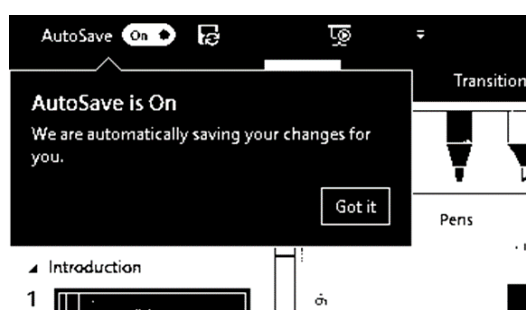 AutoSave On
Transition
AutoSave is On
We are automatically saving your changes for
you.
Got it
Pens
Introduction
1